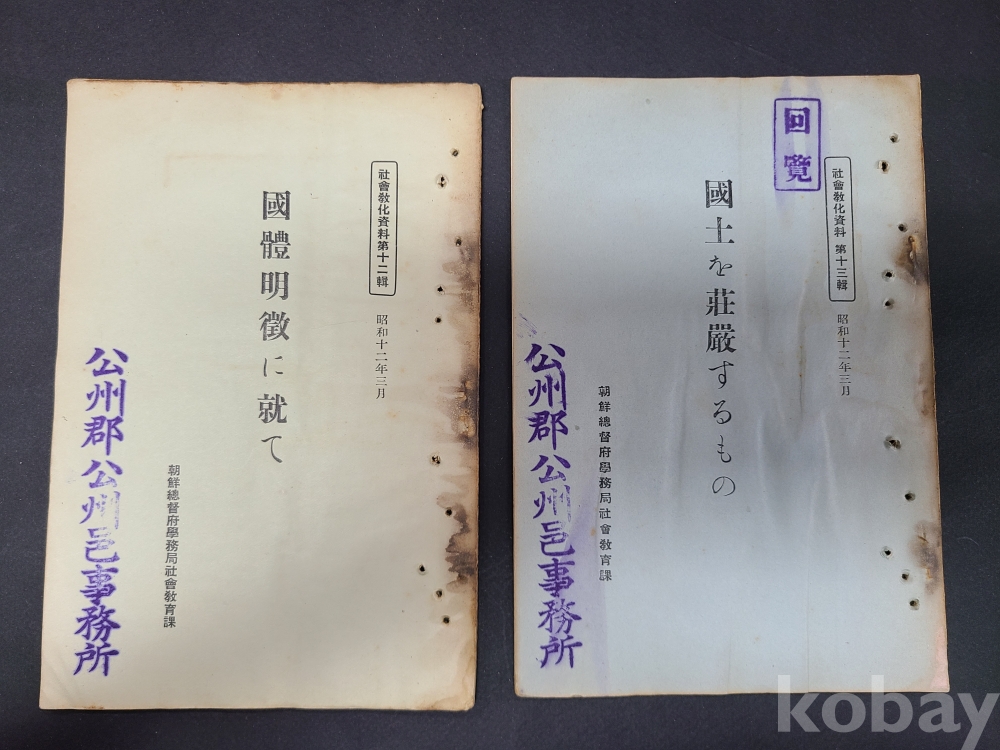 社會敎化資料第十二輯
昭和十二年三月
國體明徵に就て
朝鮮總督府學務局社會敎育課
公州郡公州邑事務所
回覽
社會敎化資料 第十三輯
昭和十二年三月
國土を莊嚴するもの
朝鮮總督府學務局社會敎育課
公州郡公州邑事務所
kobay